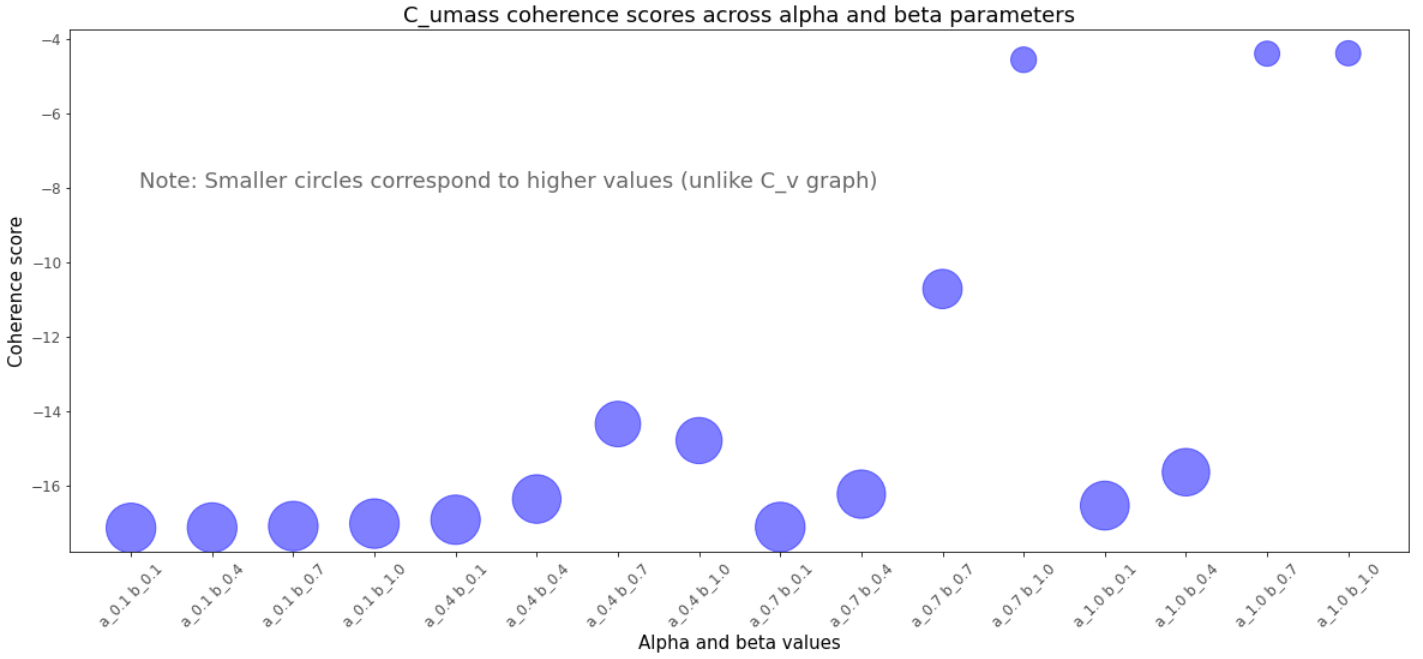 C_umass coherence scores across alpha and beta parameters
−4
−6
−8
−10
−12
−14
−16
Coherence score
Note: Smaller circles correspond to higher values (unlike C_v graph)
a_0.1 b_0.1
a_0.1 b_0.4
a_0.1 b_0.7
a_0.1 b_1.0
a_0.4 b_0.1
a_0.4 b_0.4
a_0.4 b_0.7
a_0.4 b_1.0
a_0.7 b_0.1
a_0.7 b_0.4
a_0.7 b_0.7
a_0.7 b_1.0
a_1.0 b_0.1
a_1.0 b_0.4
a_1.0 b_0.7
a_1.0 b_1.0
Alpha and beta values